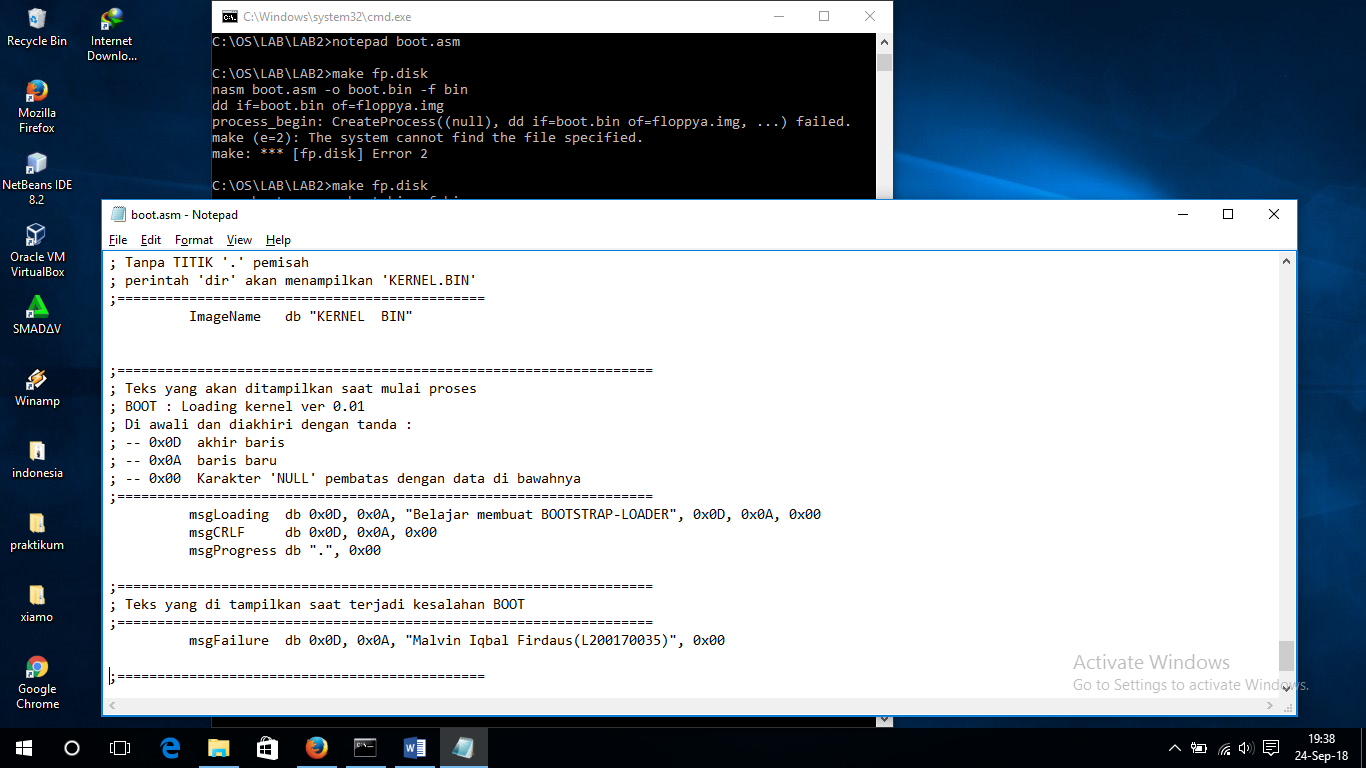 Recycle Bin
Internet
Downlo...
Mozilla
Firefox
NetBeans IDE
8.2
Oracle VM
VirtualBox
SMADΔV
Winamp
indonesia
praktikum
xiamo
Google
Chrome
C:\Windows\system32\cmd.exe
C:\OS\LAB\LAB2>notepad boot.asm
C:\OS\LAB\LAB2>make fp.disk
nasm boot.asm -o boot.bin -f bin
dd if=boot.bin of=floppya.img
process_begin: CreateProcess((null), dd if=boot.bin of=floppya.img, ...) failed.
make (e=2): The system cannot find the file specified.
make: *** [fp.disk] Error 2
C:\OS\LAB\LAB2>make fp.disk
boot.asm - Notepad
File Edit Format View Help
; Tanpa TITIK '.' pemisah
; perintah 'dir' akan menampilkan 'KERNEL.BIN'
;==============================================
ImageName db "KERNEL  BIN"
;===================================================================
; Teks yang akan ditampilkan saat mulai proses
; BOOT : Loading kernel ver 0.01
; Di awali dan diakhiri dengan tanda :
; -- 0x0D  akhir baris
; -- 0x0A  baris baru
; -- 0x00  Karakter 'NULL' pembatas dengan data di bawahnya
;===================================================================
msgLoading  db 0x0D, 0x0A, "Belajar membuat BOOTSTRAP-LOADER", 0x0D, 0x0A, 0x00
msgCRLF     db 0x0D, 0x0A, 0x00
msgProgress db ".", 0x00
;===================================================================
; Teks yang di tampilkan saat terjadi kesalahan BOOT
;===================================================================
msgFailure  db 0x0D, 0x0A, "Malvin Iqbal Firdaus(L200170035)", 0x00
;==============================================
Activate Windows
Go to Settings to activate Windows.
19:38
24-Sep-18